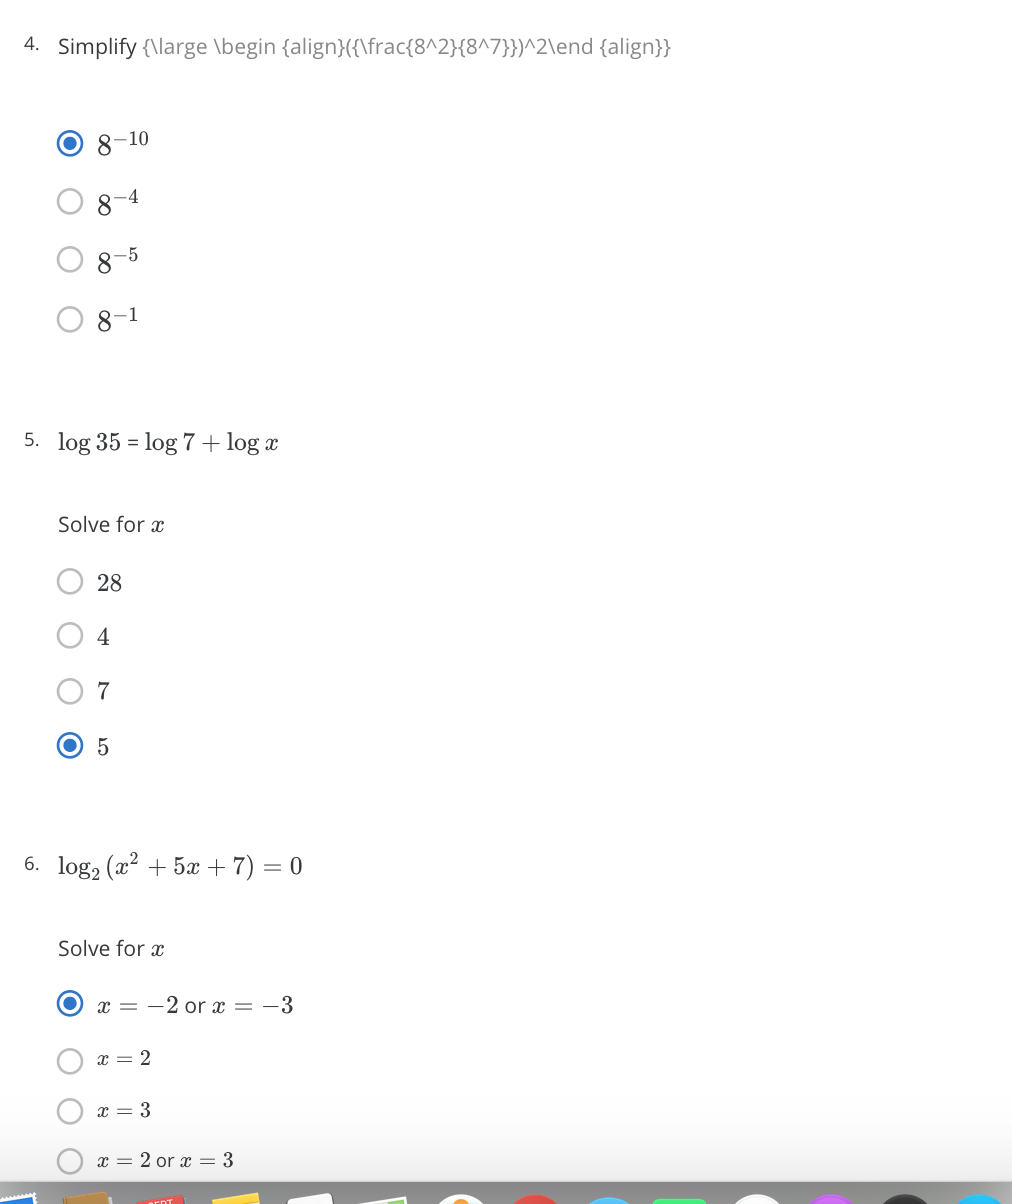 4. Simplify {\large \begin {align}({\frac{8^2}{8^7}})^2\end {align}}
8⁻¹⁰
8⁻⁴
8⁻⁵
8⁻¹
5. log 35 = log 7 + log x
Solve for x
28
4
7
5
6. log₂ (x² + 5x + 7) = 0
Solve for x
x = −2 or x = −3
x = 2
x = 3
x = 2 or x = 3